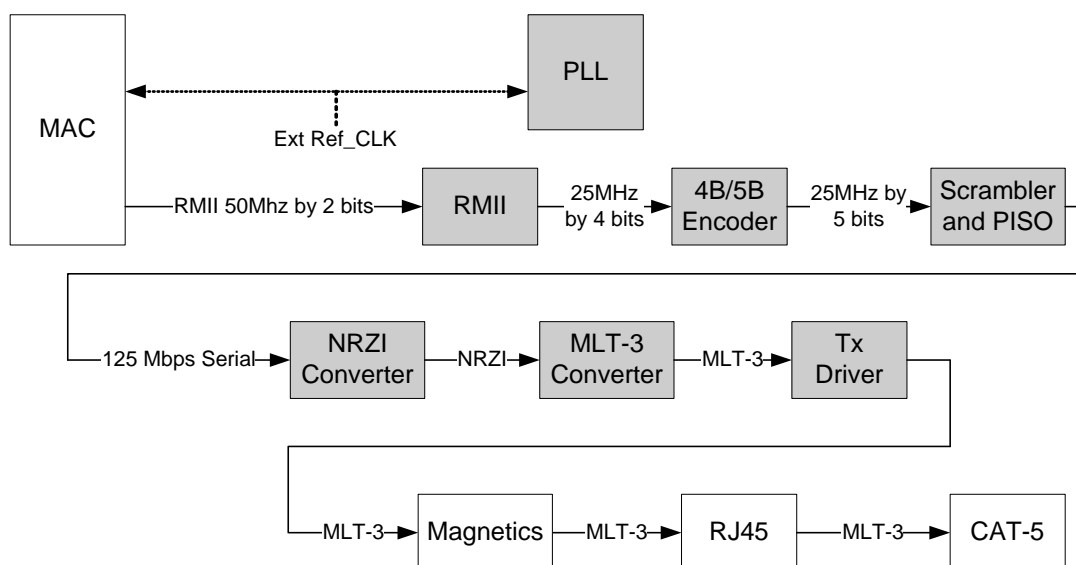 PLL
MAC
Ext Ref_CLK
RMII 50Mhz by 2 bits
RMII
25MHz
by 4 bits
4B/5B
Encoder
25MHz by
5 bits
Scrambler
and PISO
125 Mbps Serial
NRZI
Converter
NRZI
MLT-3
Converter
MLT-3
Tx
Driver
MLT-3
Magnetics
MLT-3
RJ45
MLT-3
CAT-5